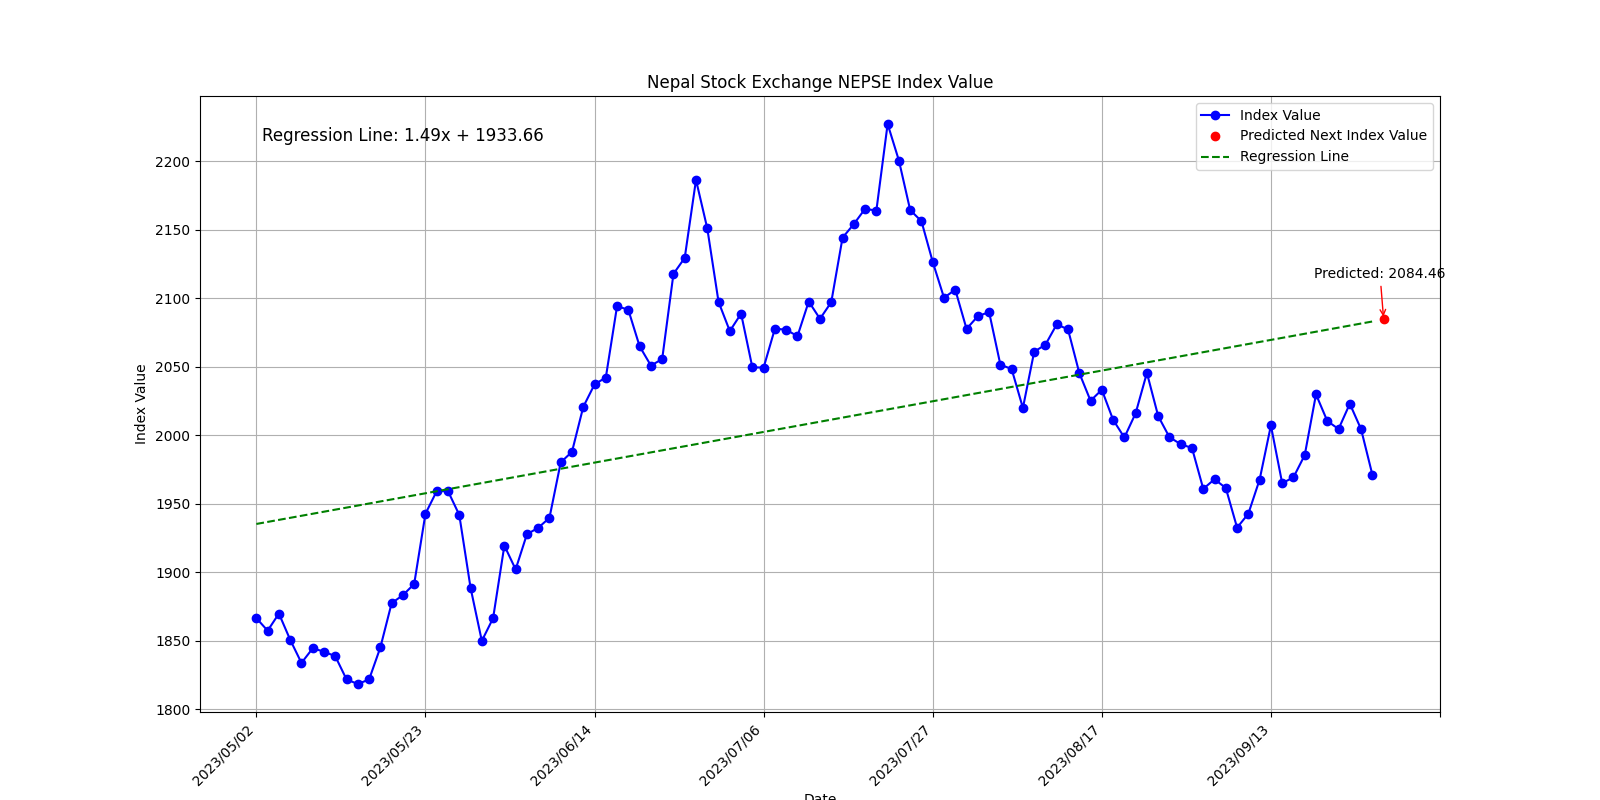 Nepal Stock Exchange NEPSE Index Value
Regression Line: 1.49x + 1933.66
Index Value
Predicted Next Index Value
Regression Line
Predicted: 2084.46
Index Value
2200
2150
2100
2050
2000
1950
1900
1850
1800
2023/05/02
2023/05/23
2023/06/14
2023/07/06
2023/07/27
2023/08/17
2023/09/13
Date